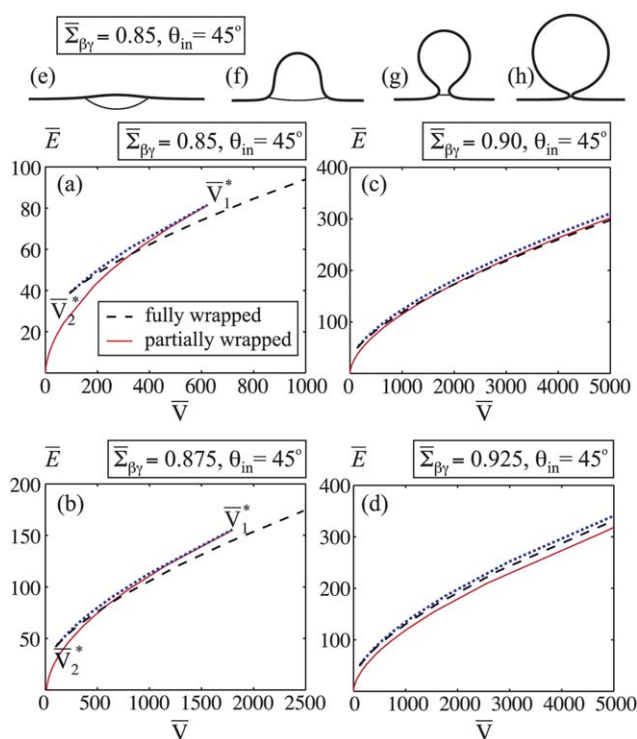 Σ̅βγ = 0.85, θin = 45°
(e) (f) (g) (h)
E̅ Σ̅βγ = 0.85, θin = 45°
(a)
100
80
60
40
20
0
V̅1*
V̅2*
fully wrapped
partially wrapped
0 200 400 600 800 1000
V̅
Σ̅βγ = 0.90, θin = 45°
(c)
400
300
200
100
0 1000 2000 3000 4000 5000
V̅
E̅ Σ̅βγ = 0.875, θin = 45°
(b)
200
150
100
50
0
V̅1*
V̅2*
0 500 1000 1500 2000 2500
V̅
E̅ Σ̅βγ = 0.925, θin = 45°
(d)
400
300
200
100
0 1000 2000 3000 4000 5000
V̅